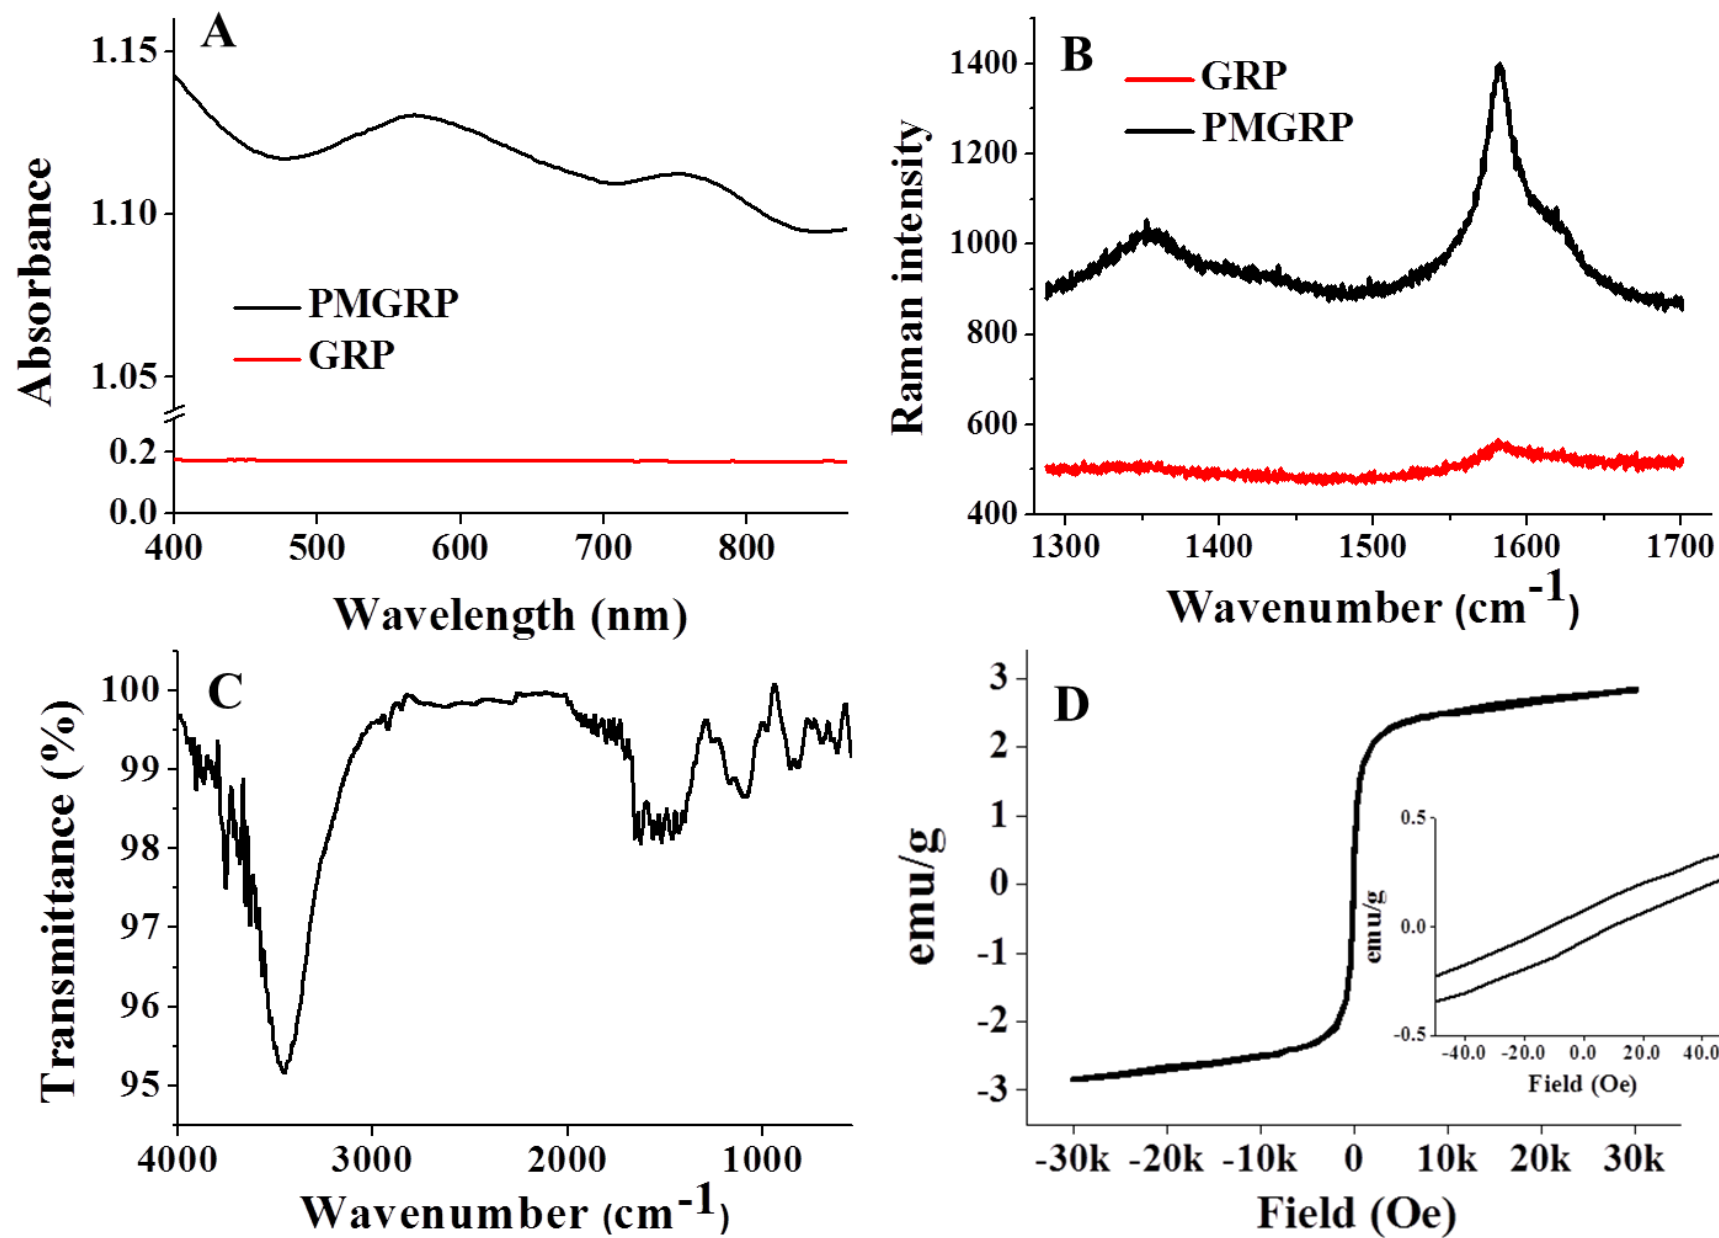 A
1.15
1.10
1.05
0.2
0.0
Absorbance
PMGRP
GRP
400 500 600 700 800
Wavelength (nm)
B
GRP
PMGRP
1400
1200
1000
800
600
400
Raman intensity
1300 1400 1500 1600 1700
Wavenumber (cm-1)
C
100
99
98
97
96
95
Transmittance (%)
4000 3000 2000 1000
Wavenumber (cm-1)
D
3
2
1
0
-1
-2
-3
emu/g
-30k -20k -10k 0 10k 20k 30k
Field (Oe)
0.5
0.0
-0.5
emu/g
-40.0 -20.0 0.0 20.0 40.0
Field (Oe)